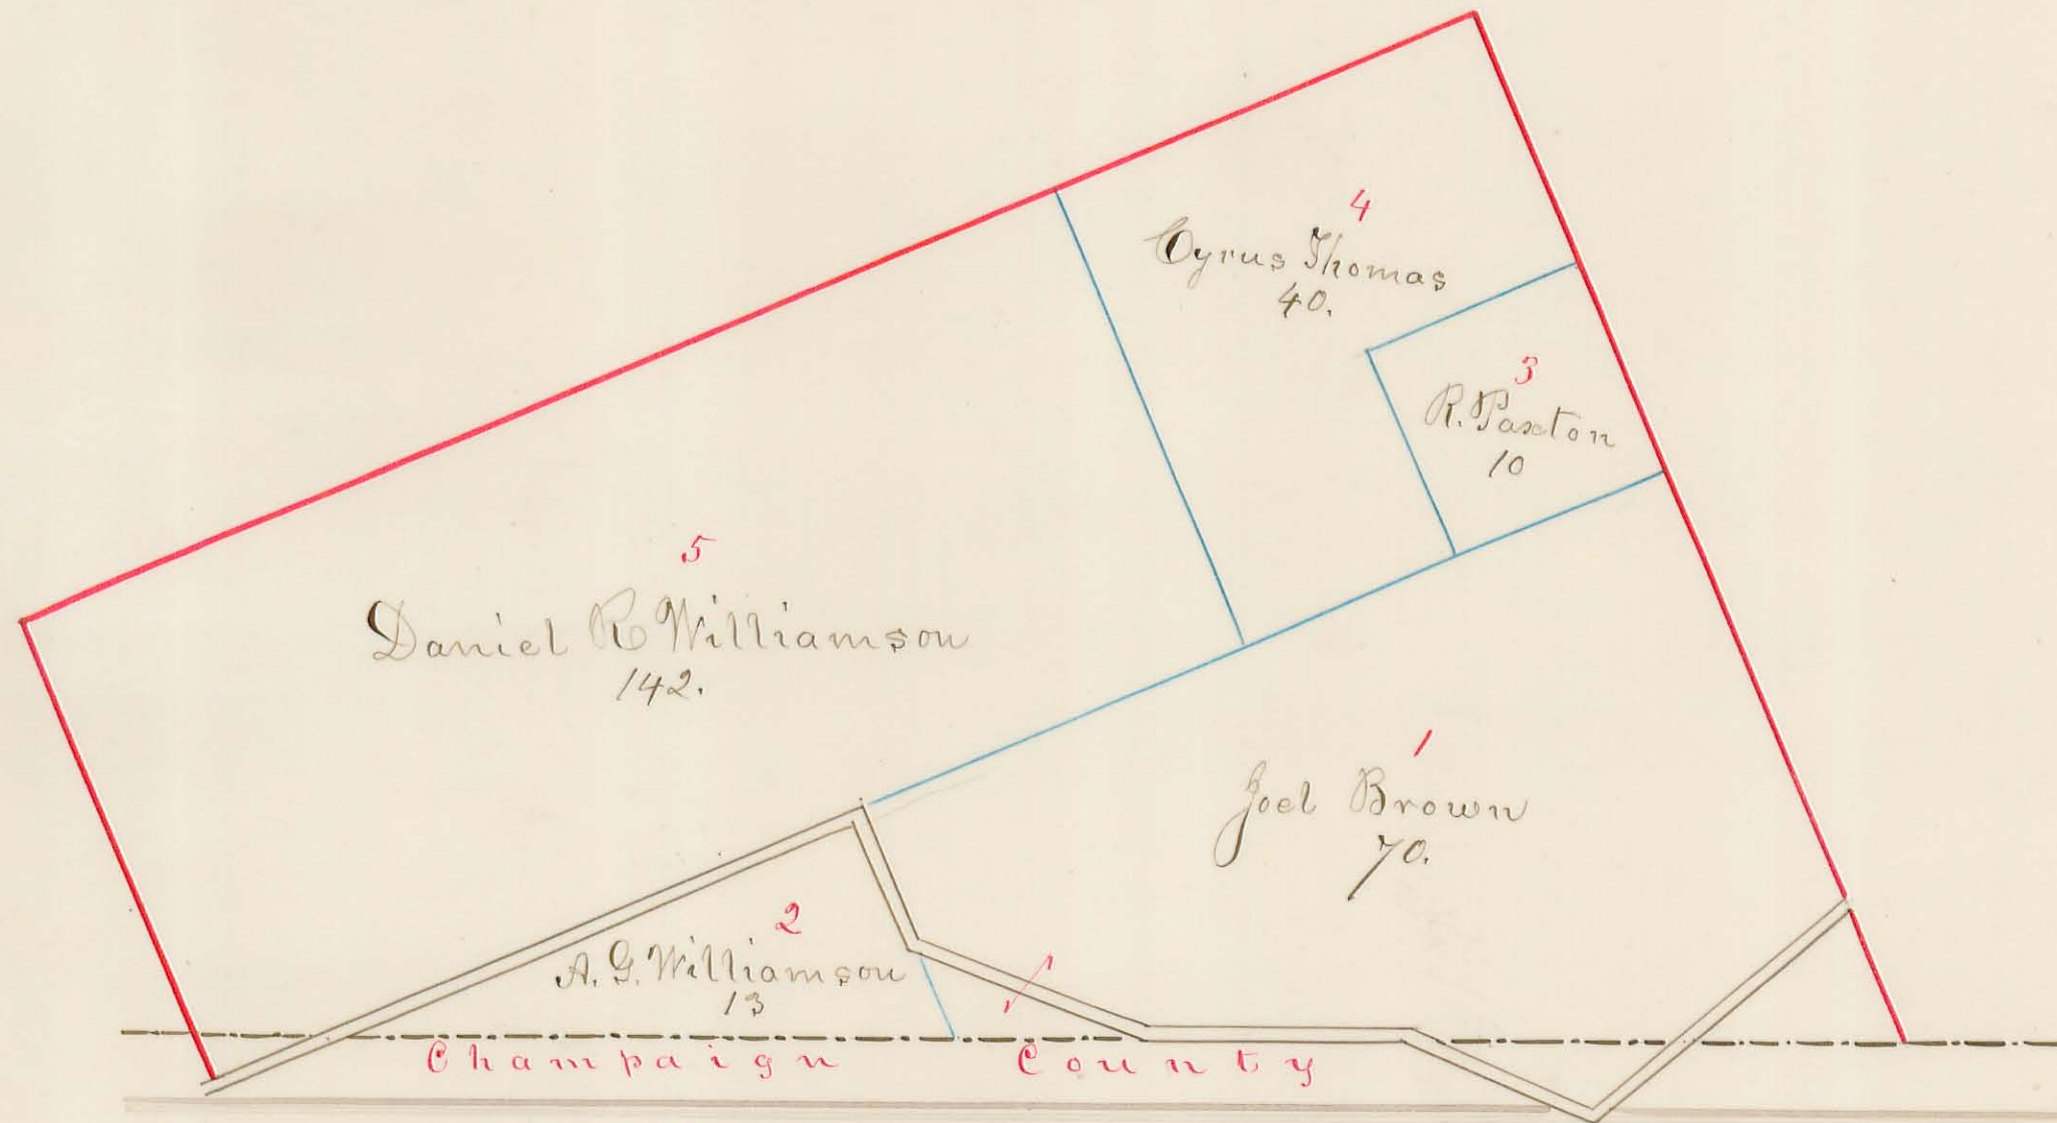 4
Cyrus Thomas
40.
3
R. Paxton
10
5
Daniel R Williamson
142.
1
Joel Brown
70.
2
A. G. Williamson
13
Champaign County